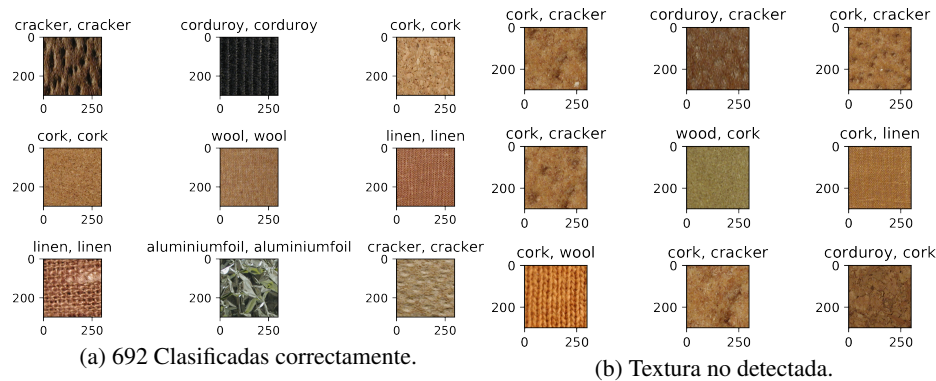 cracker, cracker
corduroy, corduroy
cork, cork
0
200
0 250
0
200
0 250
0
200
0 250
cork, cork
wool, wool
linen, linen
0
200
0 250
0
200
0 250
0
200
0 250
linen, linen
aluminiumfoil, aluminiumfoil
cracker, cracker
0
200
0 250
0
200
0 250
0
200
0 250
(a) 692 Clasificadas correctamente.
cork, cracker
corduroy, cracker
cork, cracker
0
200
0 250
0
200
0 250
0
200
0 250
cork, cracker
wood, cork
cork, linen
0
200
0 250
0
200
0 250
0
200
0 250
cork, wool
cork, cracker
corduroy, cork
0
200
0 250
0
200
0 250
0
200
0 250
(b) Textura no detectada.